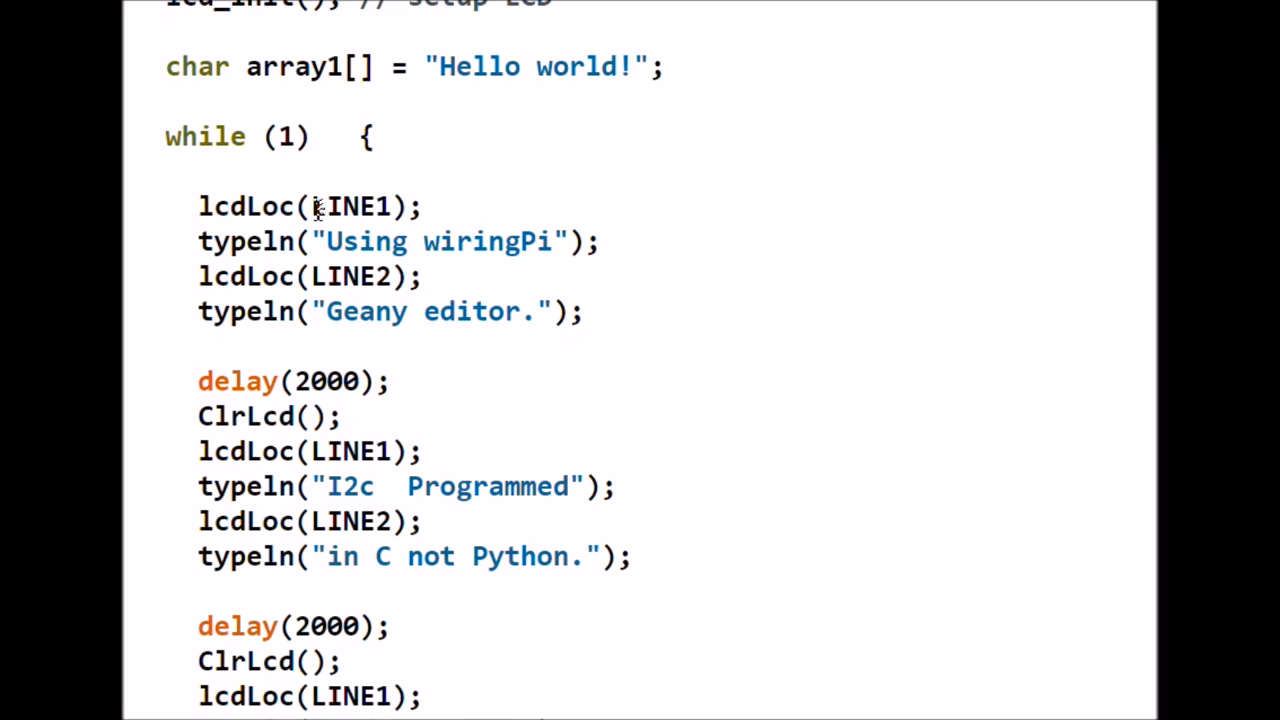 lcd_init(); // setup LCD
char array1[] = "Hello world!";
while (1)   {
lcdLoc(LINE1);
typeln("Using wiringPi");
lcdLoc(LINE2);
typeln("Geany editor.");
delay(2000);
ClrLcd();
lcdLoc(LINE1);
typeln("I2c  Programmed");
lcdLoc(LINE2);
typeln("in C not Python.");
delay(2000);
ClrLcd();
lcdLoc(LINE1);